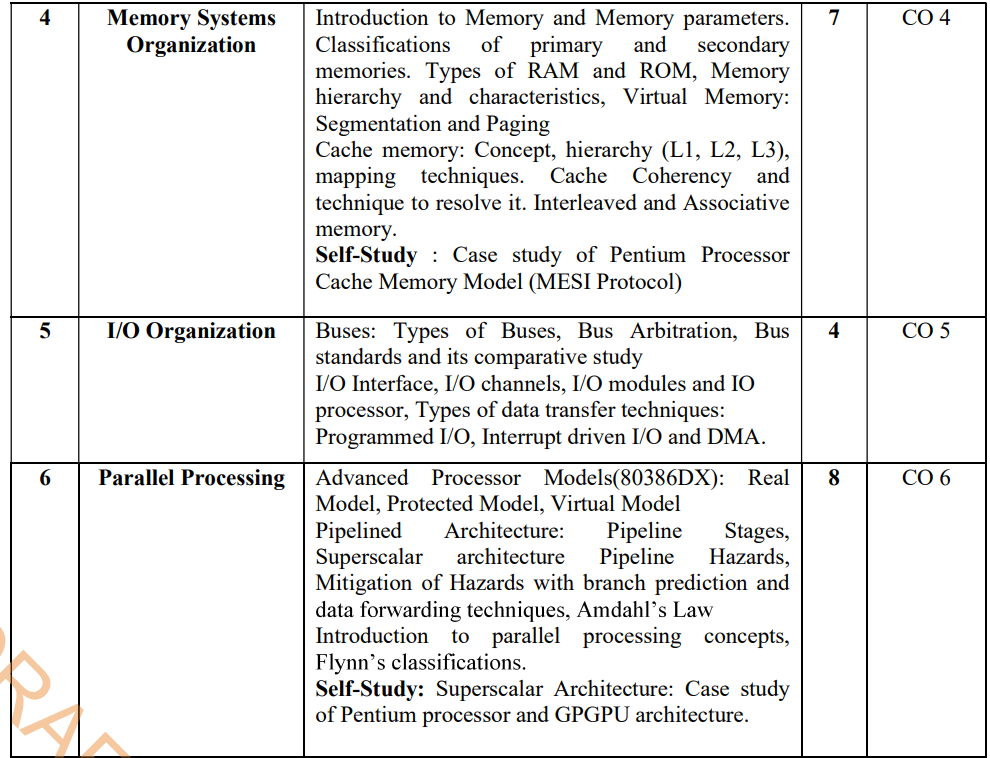 4
Memory Systems
Organization
Introduction to Memory and Memory parameters.
Classifications of primary and secondary
memories. Types of RAM and ROM, Memory
hierarchy and characteristics, Virtual Memory:
Segmentation and Paging
Cache memory: Concept, hierarchy (L1, L2, L3),
mapping techniques. Cache Coherency and
technique to resolve it. Interleaved and Associative
memory.
Self-Study : Case study of Pentium Processor
Cache Memory Model (MESI Protocol)
7
CO 4
5
I/O Organization
Buses: Types of Buses, Bus Arbitration, Bus
standards and its comparative study
I/O Interface, I/O channels, I/O modules and IO
processor, Types of data transfer techniques:
Programmed I/O, Interrupt driven I/O and DMA.
4
CO 5
6
Parallel Processing
Advanced Processor Models(80386DX): Real
Model, Protected Model, Virtual Model
Pipelined Architecture: Pipeline Stages,
Superscalar architecture Pipeline Hazards,
Mitigation of Hazards with branch prediction and
data forwarding techniques, Amdahl’s Law
Introduction to parallel processing concepts,
Flynn’s classifications.
Self-Study: Superscalar Architecture: Case study
of Pentium processor and GPGPU architecture.
8
CO 6